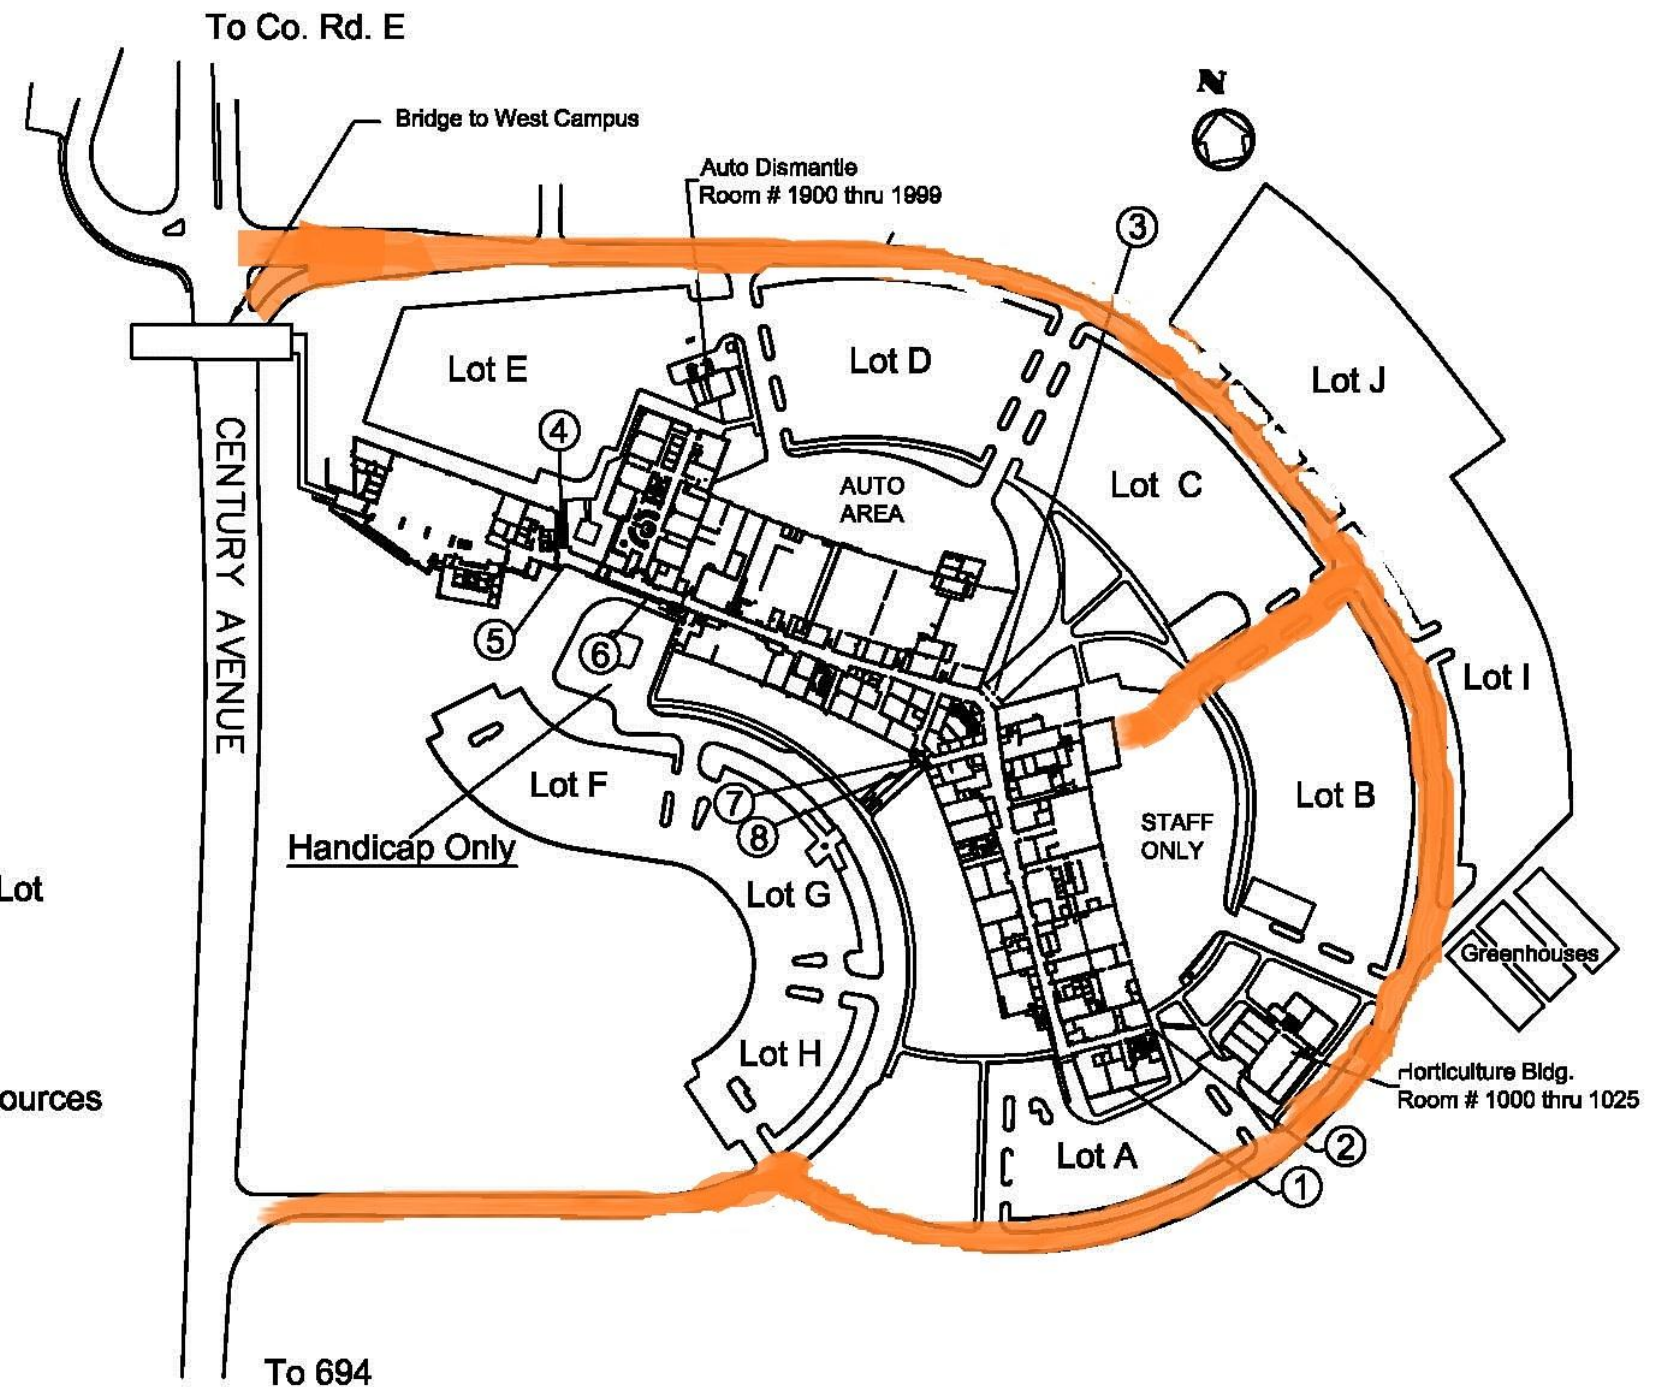 To Co. Rd. E
N
Bridge to West Campus
Auto Dismantle
Room # 1900 thru 1999
3
Lot E
Lot D
Lot J
4
Lot C
AUTO
AREA
CENTURY AVENUE
5
6
Lot I
Lot F
7
Lot B
8
STAFF
ONLY
Handicap Only
Lot
Lot G
Greenhouses
Lot H
Horticulture Bldg.
Room # 1000 thru 1025
ources
2
Lot A
1
To 694